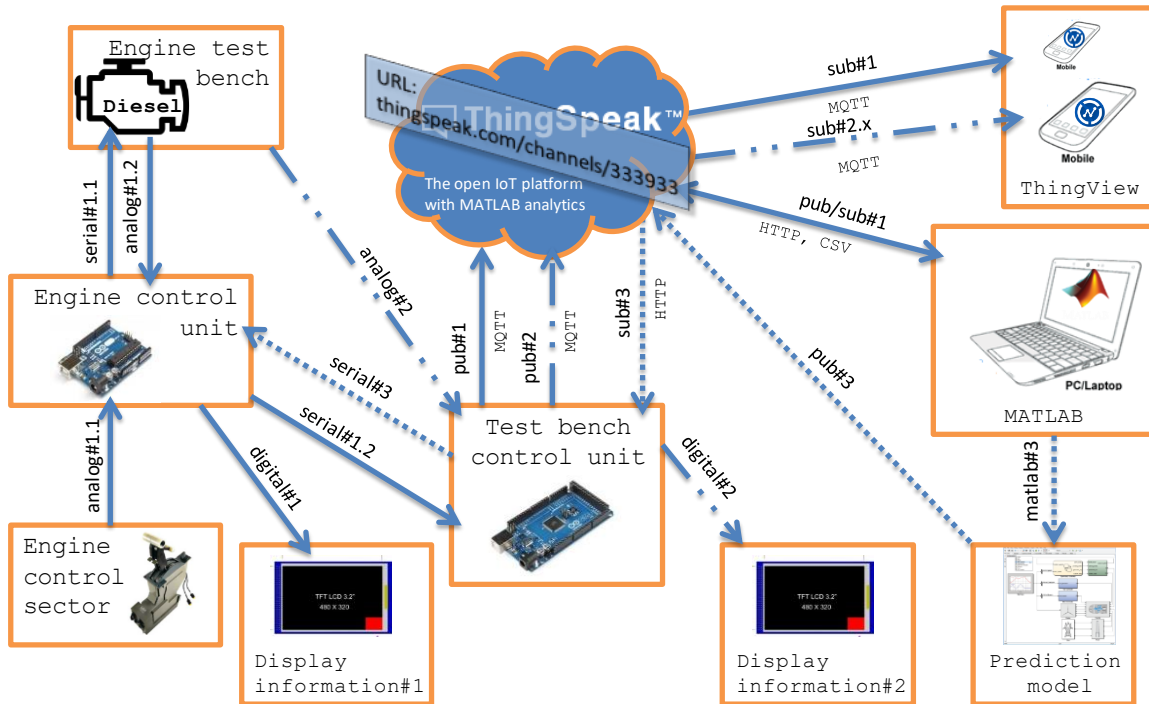 Engine test
bench
Diesel
serial#1.1
analog#1.2
Engine control
unit
analog#1.1
Engine
control
sector
digital#1
serial#1.2
serial#3
analog#2
TFT LCD 3.2"
480 X 320
Display
information#1
URL:
thingspeak.com/channels/333933
ThingSpeak™
The open IoT platform
with MATLAB analytics
pub#1
MQTT
pub#2
MQTT
sub#3
HTTP
Test bench
control unit
digital#2
TFT LCD 3.2"
480 X 320
Display
information#2
sub#1
MQTT
sub#2.x
MQTT
pub/sub#1
HTTP, CSV
pub#3
Mobile
Mobile
ThingView
PC/Laptop
MATLAB
matlab#3
Prediction
model